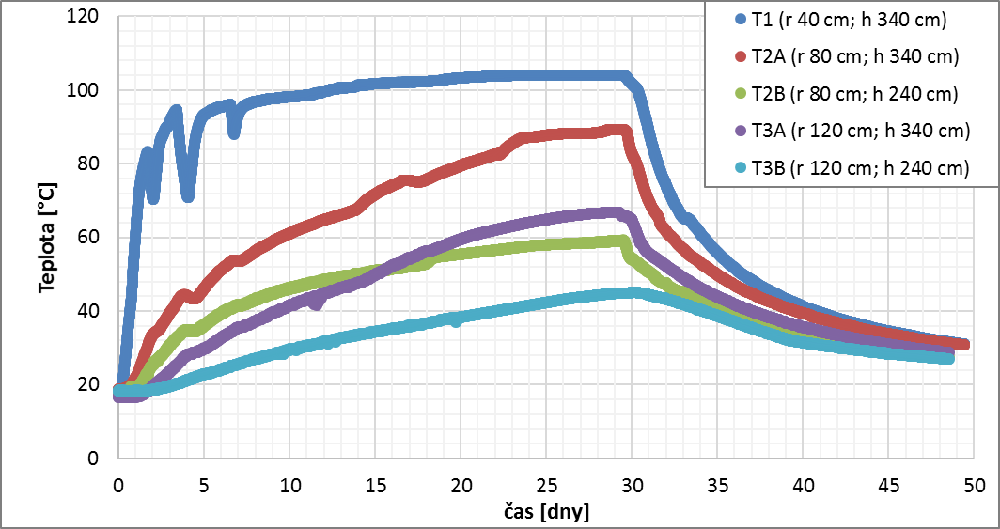 120
100
80
60
40
20
0
Teplota [°C]
0 5 10 15 20 25 30 35 40 45 50
čas [dny]
T1 (r 40 cm; h 340 cm)
T2A (r 80 cm; h 340 cm)
T2B (r 80 cm; h 240 cm)
T3A (r 120 cm; h 340 cm)
T3B (r 120 cm; h 240 cm)